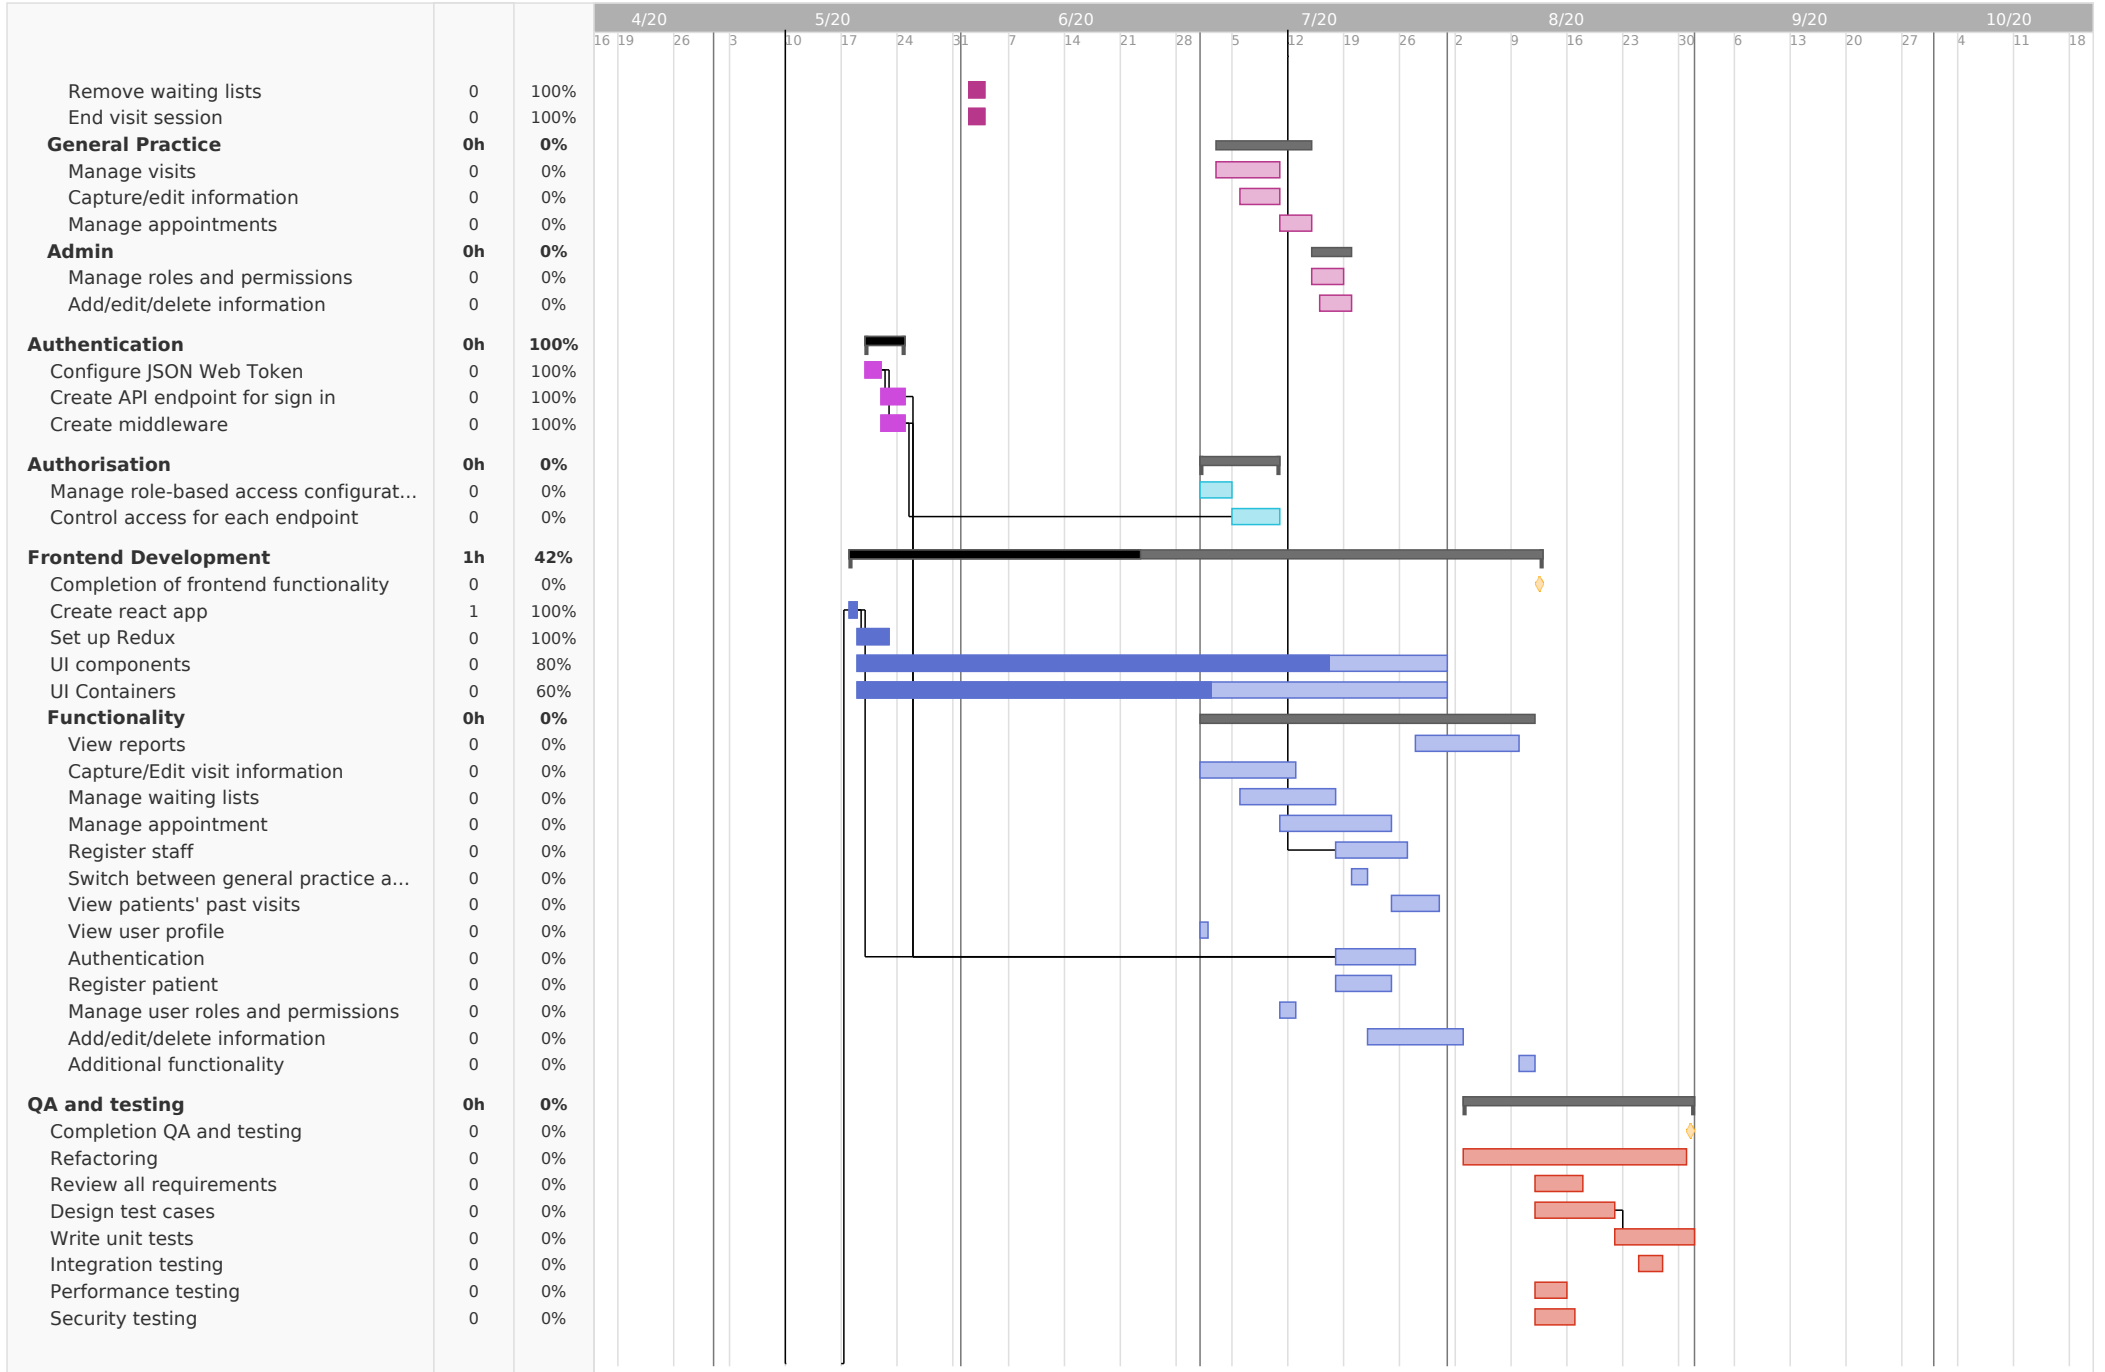 4/20 5/20 6/20 7/20 8/20 9/20 10/20
16 19 26 3 10 17 24 31 7 14 21 28 5 12 19 26 2 9 16 23 30 6 13 20 27 4 11 18
Remove waiting lists 0 100%
End visit session 0 100%
General Practice 0h 0%
Manage visits 0 0%
Capture/edit information 0 0%
Manage appointments 0 0%
Admin 0h 0%
Manage roles and permissions 0 0%
Add/edit/delete information 0 0%
Authentication 0h 100%
Configure JSON Web Token 0 100%
Create API endpoint for sign in 0 100%
Create middleware 0 100%
Authorisation 0h 0%
Manage role-based access configurat... 0 0%
Control access for each endpoint 0 0%
Frontend Development 1h 42%
Completion of frontend functionality 0 0%
Create react app 1 100%
Set up Redux 0 100%
UI components 0 80%
UI Containers 0 60%
Functionality 0h 0%
View reports 0 0%
Capture/Edit visit information 0 0%
Manage waiting lists 0 0%
Manage appointment 0 0%
Register staff 0 0%
Switch between general practice a... 0 0%
View patients' past visits 0 0%
View user profile 0 0%
Authentication 0 0%
Register patient 0 0%
Manage user roles and permissions 0 0%
Add/edit/delete information 0 0%
Additional functionality 0 0%
QA and testing 0h 0%
Completion QA and testing 0 0%
Refactoring 0 0%
Review all requirements 0 0%
Design test cases 0 0%
Write unit tests 0 0%
Integration testing 0 0%
Performance testing 0 0%
Security testing 0 0%